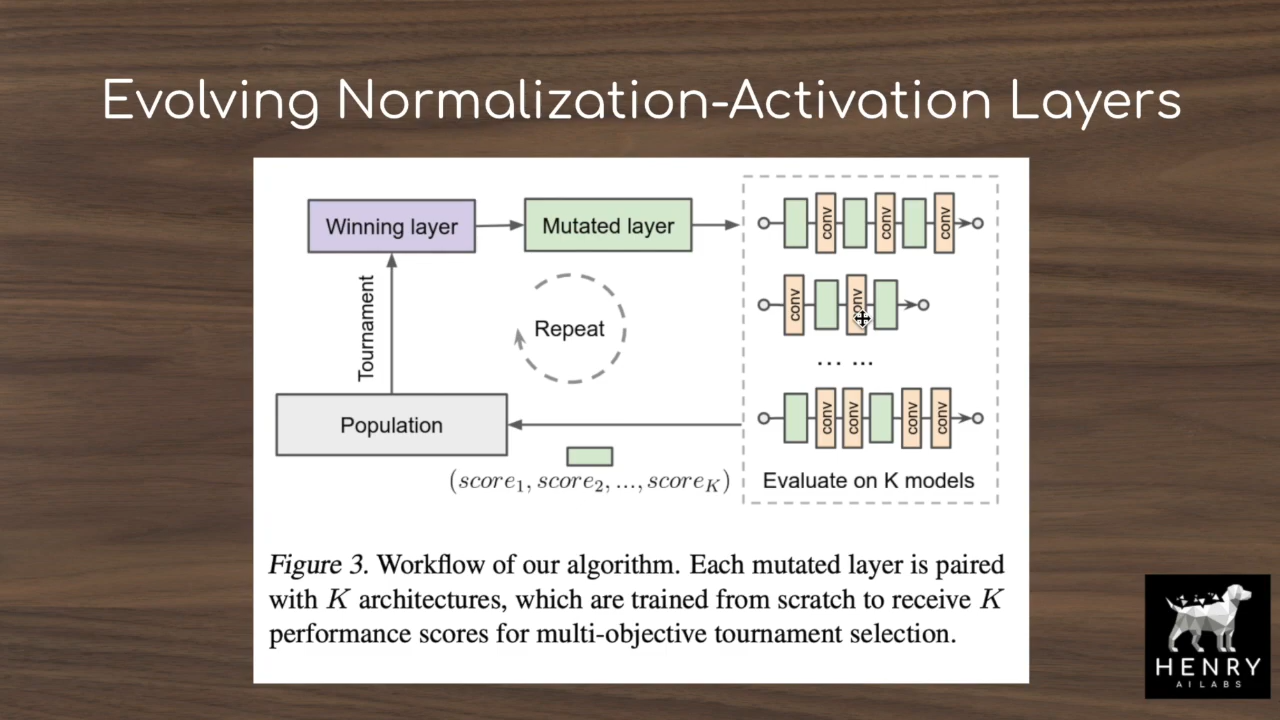 Evolving Normalization-Activation Layers
Winning layer
Mutated layer
conv
conv
conv
Tournament
Repeat
conv
conv
... ...
Population
conv
conv
conv
conv
(score1, score2, ..., scoreK)
Evaluate on K models
Figure 3. Workflow of our algorithm. Each mutated layer is paired
with K architectures, which are trained from scratch to receive K
performance scores for multi-objective tournament selection.
HENRY
AI LABS